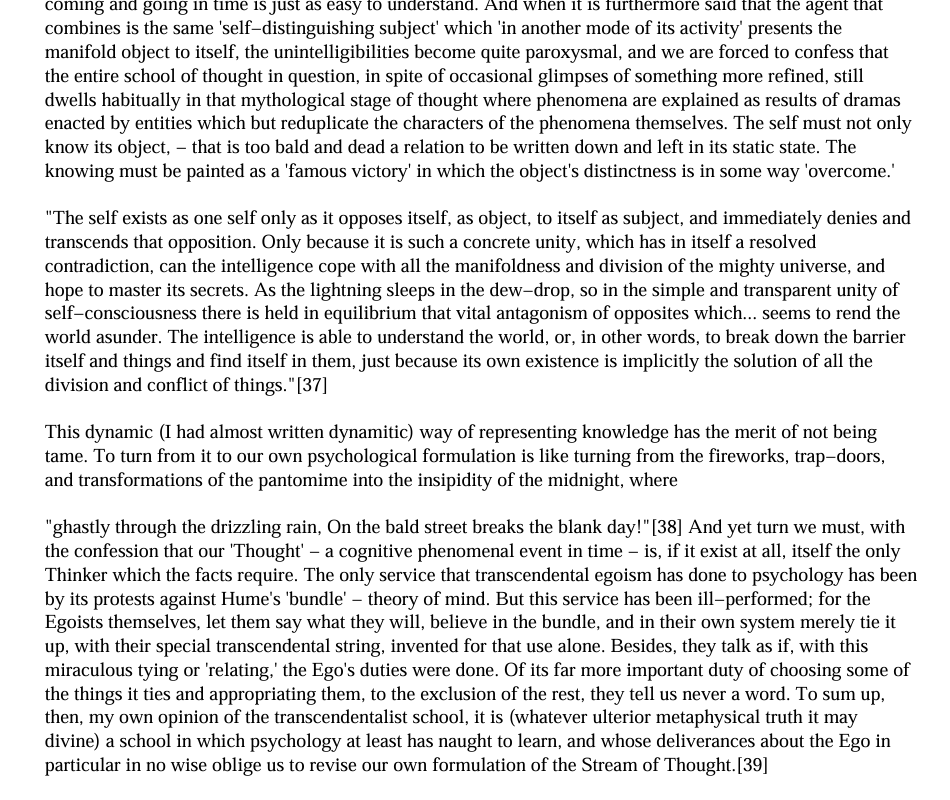 coming and going in time is just as easy to understand. And when it is furthermore said that the agent that
combines is the same 'self−distinguishing subject' which 'in another mode of its activity' presents the
manifold object to itself, the unintelligibilities become quite paroxysmal, and we are forced to confess that
the entire school of thought in question, in spite of occasional glimpses of something more refined, still
dwells habitually in that mythological stage of thought where phenomena are explained as results of dramas
enacted by entities which but reduplicate the characters of the phenomena themselves. The self must not only
know its object, − that is too bald and dead a relation to be written down and left in its static state. The
knowing must be painted as a 'famous victory' in which the object's distinctness is in some way 'overcome.'
"The self exists as one self only as it opposes itself, as object, to itself as subject, and immediately denies and
transcends that opposition. Only because it is such a concrete unity, which has in itself a resolved
contradiction, can the intelligence cope with all the manifoldness and division of the mighty universe, and
hope to master its secrets. As the lightning sleeps in the dew−drop, so in the simple and transparent unity of
self−consciousness there is held in equilibrium that vital antagonism of opposites which... seems to rend the
world asunder. The intelligence is able to understand the world, or, in other words, to break down the barrier
itself and things and find itself in them, just because its own existence is implicitly the solution of all the
division and conflict of things."[37]
This dynamic (I had almost written dynamitic) way of representing knowledge has the merit of not being
tame. To turn from it to our own psychological formulation is like turning from the fireworks, trap−doors,
and transformations of the pantomime into the insipidity of the midnight, where
"ghastly through the drizzling rain, On the bald street breaks the blank day!"[38] And yet turn we must, with
the confession that our 'Thought' − a cognitive phenomenal event in time − is, if it exist at all, itself the only
Thinker which the facts require. The only service that transcendental egoism has done to psychology has been
by its protests against Hume's 'bundle' − theory of mind. But this service has been ill−performed; for the
Egoists themselves, let them say what they will, believe in the bundle, and in their own system merely tie it
up, with their special transcendental string, invented for that use alone. Besides, they talk as if, with this
miraculous tying or 'relating,' the Ego's duties were done. Of its far more important duty of choosing some of
the things it ties and appropriating them, to the exclusion of the rest, they tell us never a word. To sum up,
then, my own opinion of the transcendentalist school, it is (whatever ulterior metaphysical truth it may
divine) a school in which psychology at least has naught to learn, and whose deliverances about the Ego in
particular in no wise oblige us to revise our own formulation of the Stream of Thought.[39]